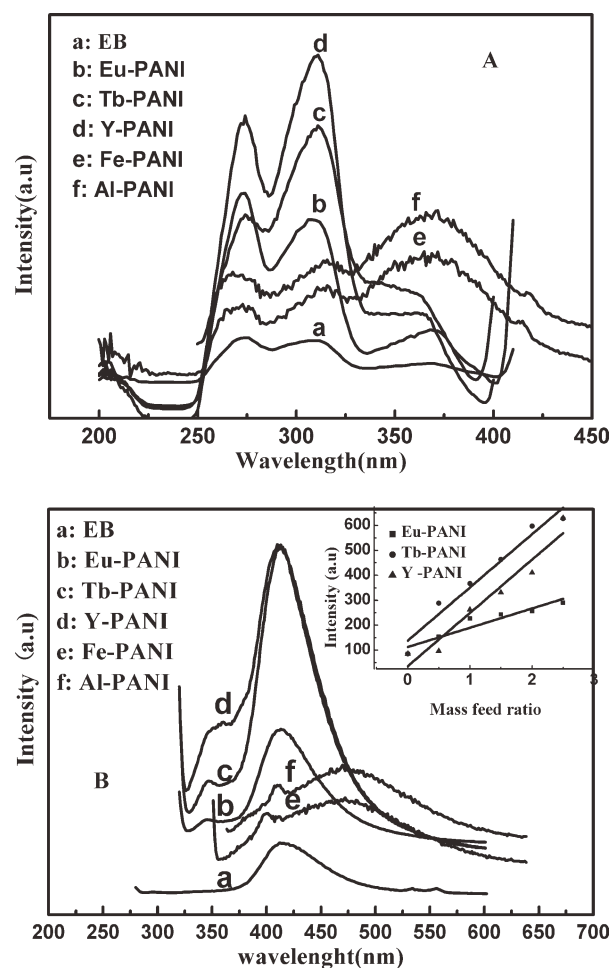 a: EB
b: Eu-PANI
c: Tb-PANI
d: Y-PANI
e: Fe-PANI
f: Al-PANI
A
d
c
b
f
e
a
Intensity(a.u)
200 250 300 350 400 450
Wavelength(nm)
a: EB
b: Eu-PANI
c: Tb-PANI
d: Y-PANI
e: Fe-PANI
f: Al-PANI
B
d
c
b
f
e
a
Intensity (a.u)
200 250 300 350 400 450 500 550 600 650 700
wavelenght(nm)
Eu-PANI
Tb-PANI
Y -PANI
Intensity (a.u)
600
500
400
300
200
100
0 1 2 3
Mass feed ratio